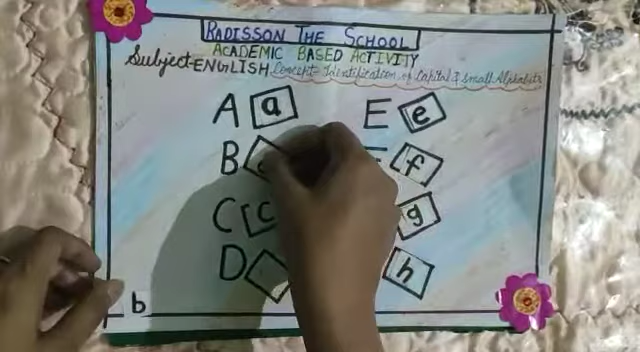 RADISSON THE SCHOOL
ACADEMIC BASED ACTIVITY
Subject-ENGLISH Concept-Identification of Capital & Small Alphabets
A a E e
B f
C c g
D h
b